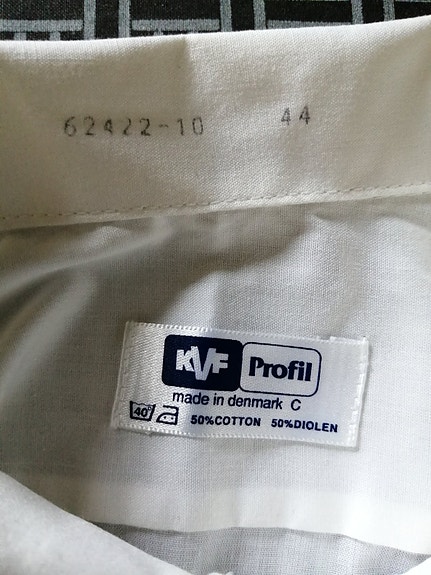 62422-10 44
KVF Profil
made in denmark C
40° 50%COTTON 50%DIOLEN